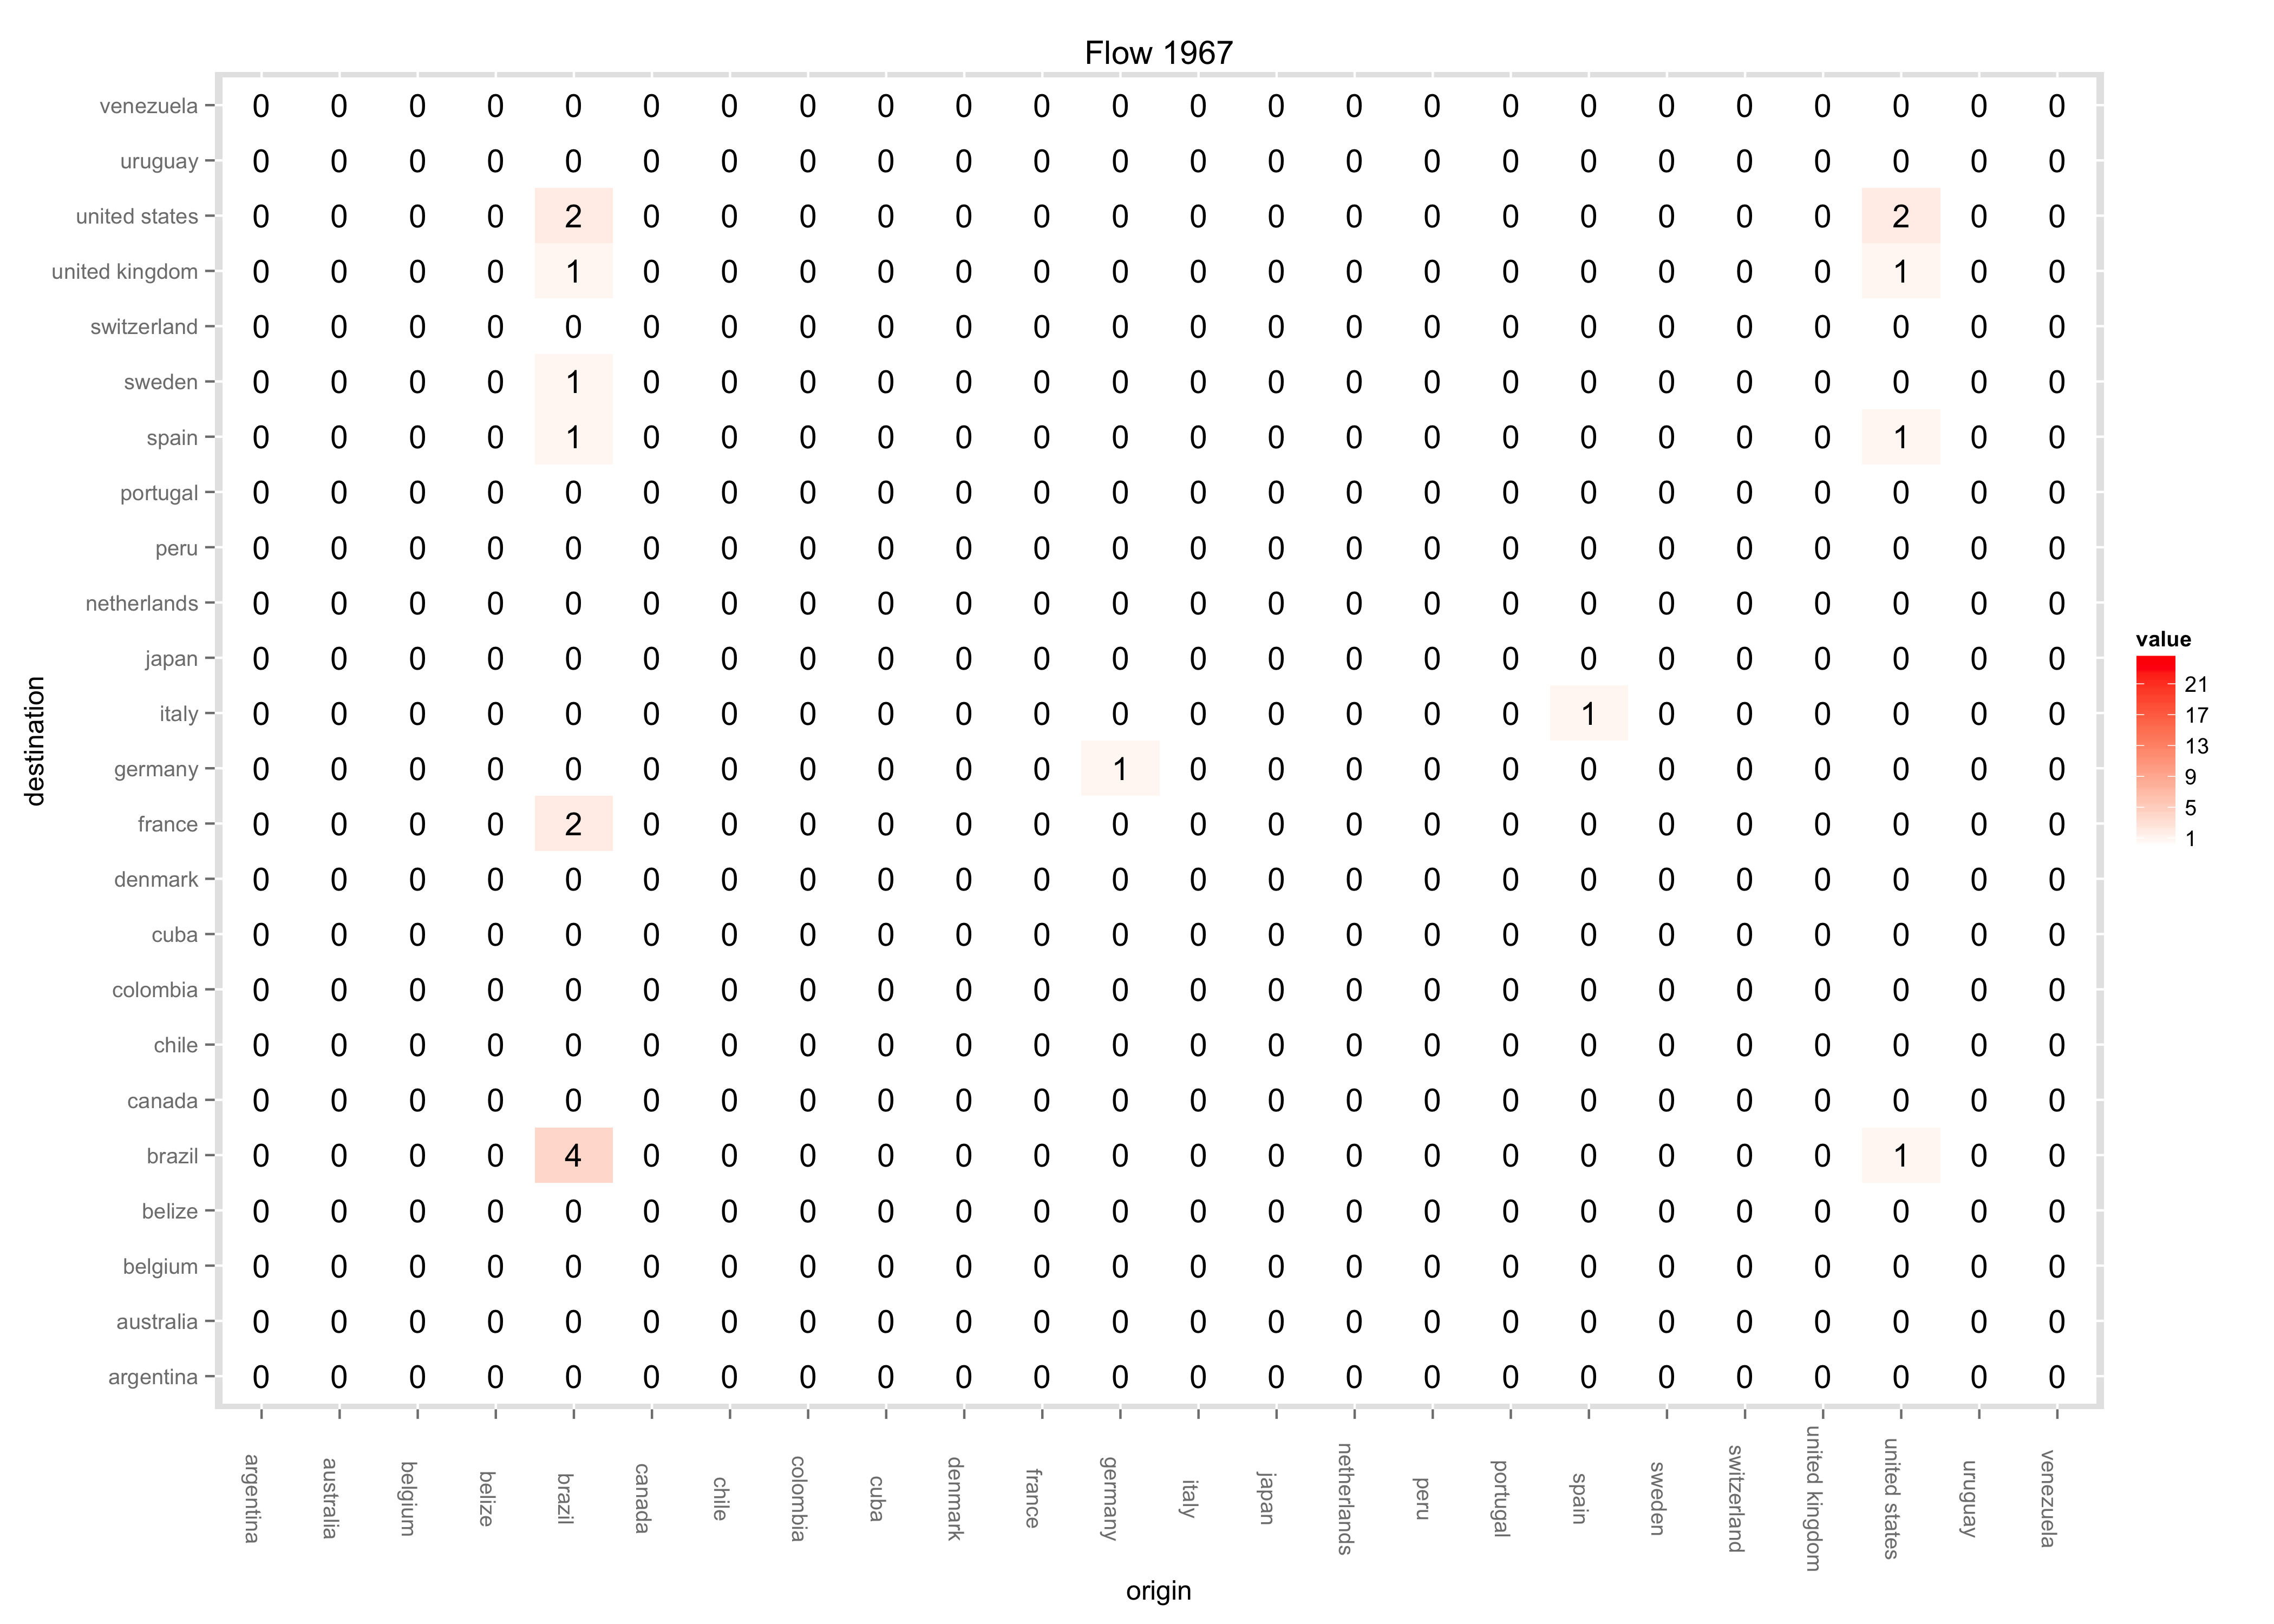 Flow 1967
venezuela 0 0 0 0 0 0 0 0 0 0 0 0 0 0 0 0 0 0 0 0 0 0 0 0
uruguay 0 0 0 0 0 0 0 0 0 0 0 0 0 0 0 0 0 0 0 0 0 0 0 0
united states 0 0 0 0 2 0 0 0 0 0 0 0 0 0 0 0 0 0 0 0 0 2 0 0
united kingdom 0 0 0 0 1 0 0 0 0 0 0 0 0 0 0 0 0 0 0 0 0 1 0 0
switzerland 0 0 0 0 0 0 0 0 0 0 0 0 0 0 0 0 0 0 0 0 0 0 0 0
sweden 0 0 0 0 1 0 0 0 0 0 0 0 0 0 0 0 0 0 0 0 0 0 0 0
spain 0 0 0 0 1 0 0 0 0 0 0 0 0 0 0 0 0 0 0 0 0 1 0 0
portugal 0 0 0 0 0 0 0 0 0 0 0 0 0 0 0 0 0 0 0 0 0 0 0 0
peru 0 0 0 0 0 0 0 0 0 0 0 0 0 0 0 0 0 0 0 0 0 0 0 0
netherlands 0 0 0 0 0 0 0 0 0 0 0 0 0 0 0 0 0 0 0 0 0 0 0 0
japan 0 0 0 0 0 0 0 0 0 0 0 0 0 0 0 0 0 0 0 0 0 0 0 0
italy 0 0 0 0 0 0 0 0 0 0 0 0 0 0 0 0 0 1 0 0 0 0 0 0
germany 0 0 0 0 0 0 0 0 0 0 0 1 0 0 0 0 0 0 0 0 0 0 0 0
france 0 0 0 0 2 0 0 0 0 0 0 0 0 0 0 0 0 0 0 0 0 0 0 0
denmark 0 0 0 0 0 0 0 0 0 0 0 0 0 0 0 0 0 0 0 0 0 0 0 0
cuba 0 0 0 0 0 0 0 0 0 0 0 0 0 0 0 0 0 0 0 0 0 0 0 0
colombia 0 0 0 0 0 0 0 0 0 0 0 0 0 0 0 0 0 0 0 0 0 0 0 0
chile 0 0 0 0 0 0 0 0 0 0 0 0 0 0 0 0 0 0 0 0 0 0 0 0
canada 0 0 0 0 0 0 0 0 0 0 0 0 0 0 0 0 0 0 0 0 0 0 0 0
brazil 0 0 0 0 4 0 0 0 0 0 0 0 0 0 0 0 0 0 0 0 0 1 0 0
belize 0 0 0 0 0 0 0 0 0 0 0 0 0 0 0 0 0 0 0 0 0 0 0 0
belgium 0 0 0 0 0 0 0 0 0 0 0 0 0 0 0 0 0 0 0 0 0 0 0 0
australia 0 0 0 0 0 0 0 0 0 0 0 0 0 0 0 0 0 0 0 0 0 0 0 0
argentina 0 0 0 0 0 0 0 0 0 0 0 0 0 0 0 0 0 0 0 0 0 0 0 0
destination
argentina
australia
belgium
belize
brazil
canada
chile
colombia
cuba
denmark
france
germany
italy
japan
netherlands
peru
portugal
spain
sweden
switzerland
united kingdom
united states
uruguay
venezuela
origin
value
21
17
13
9
5
1